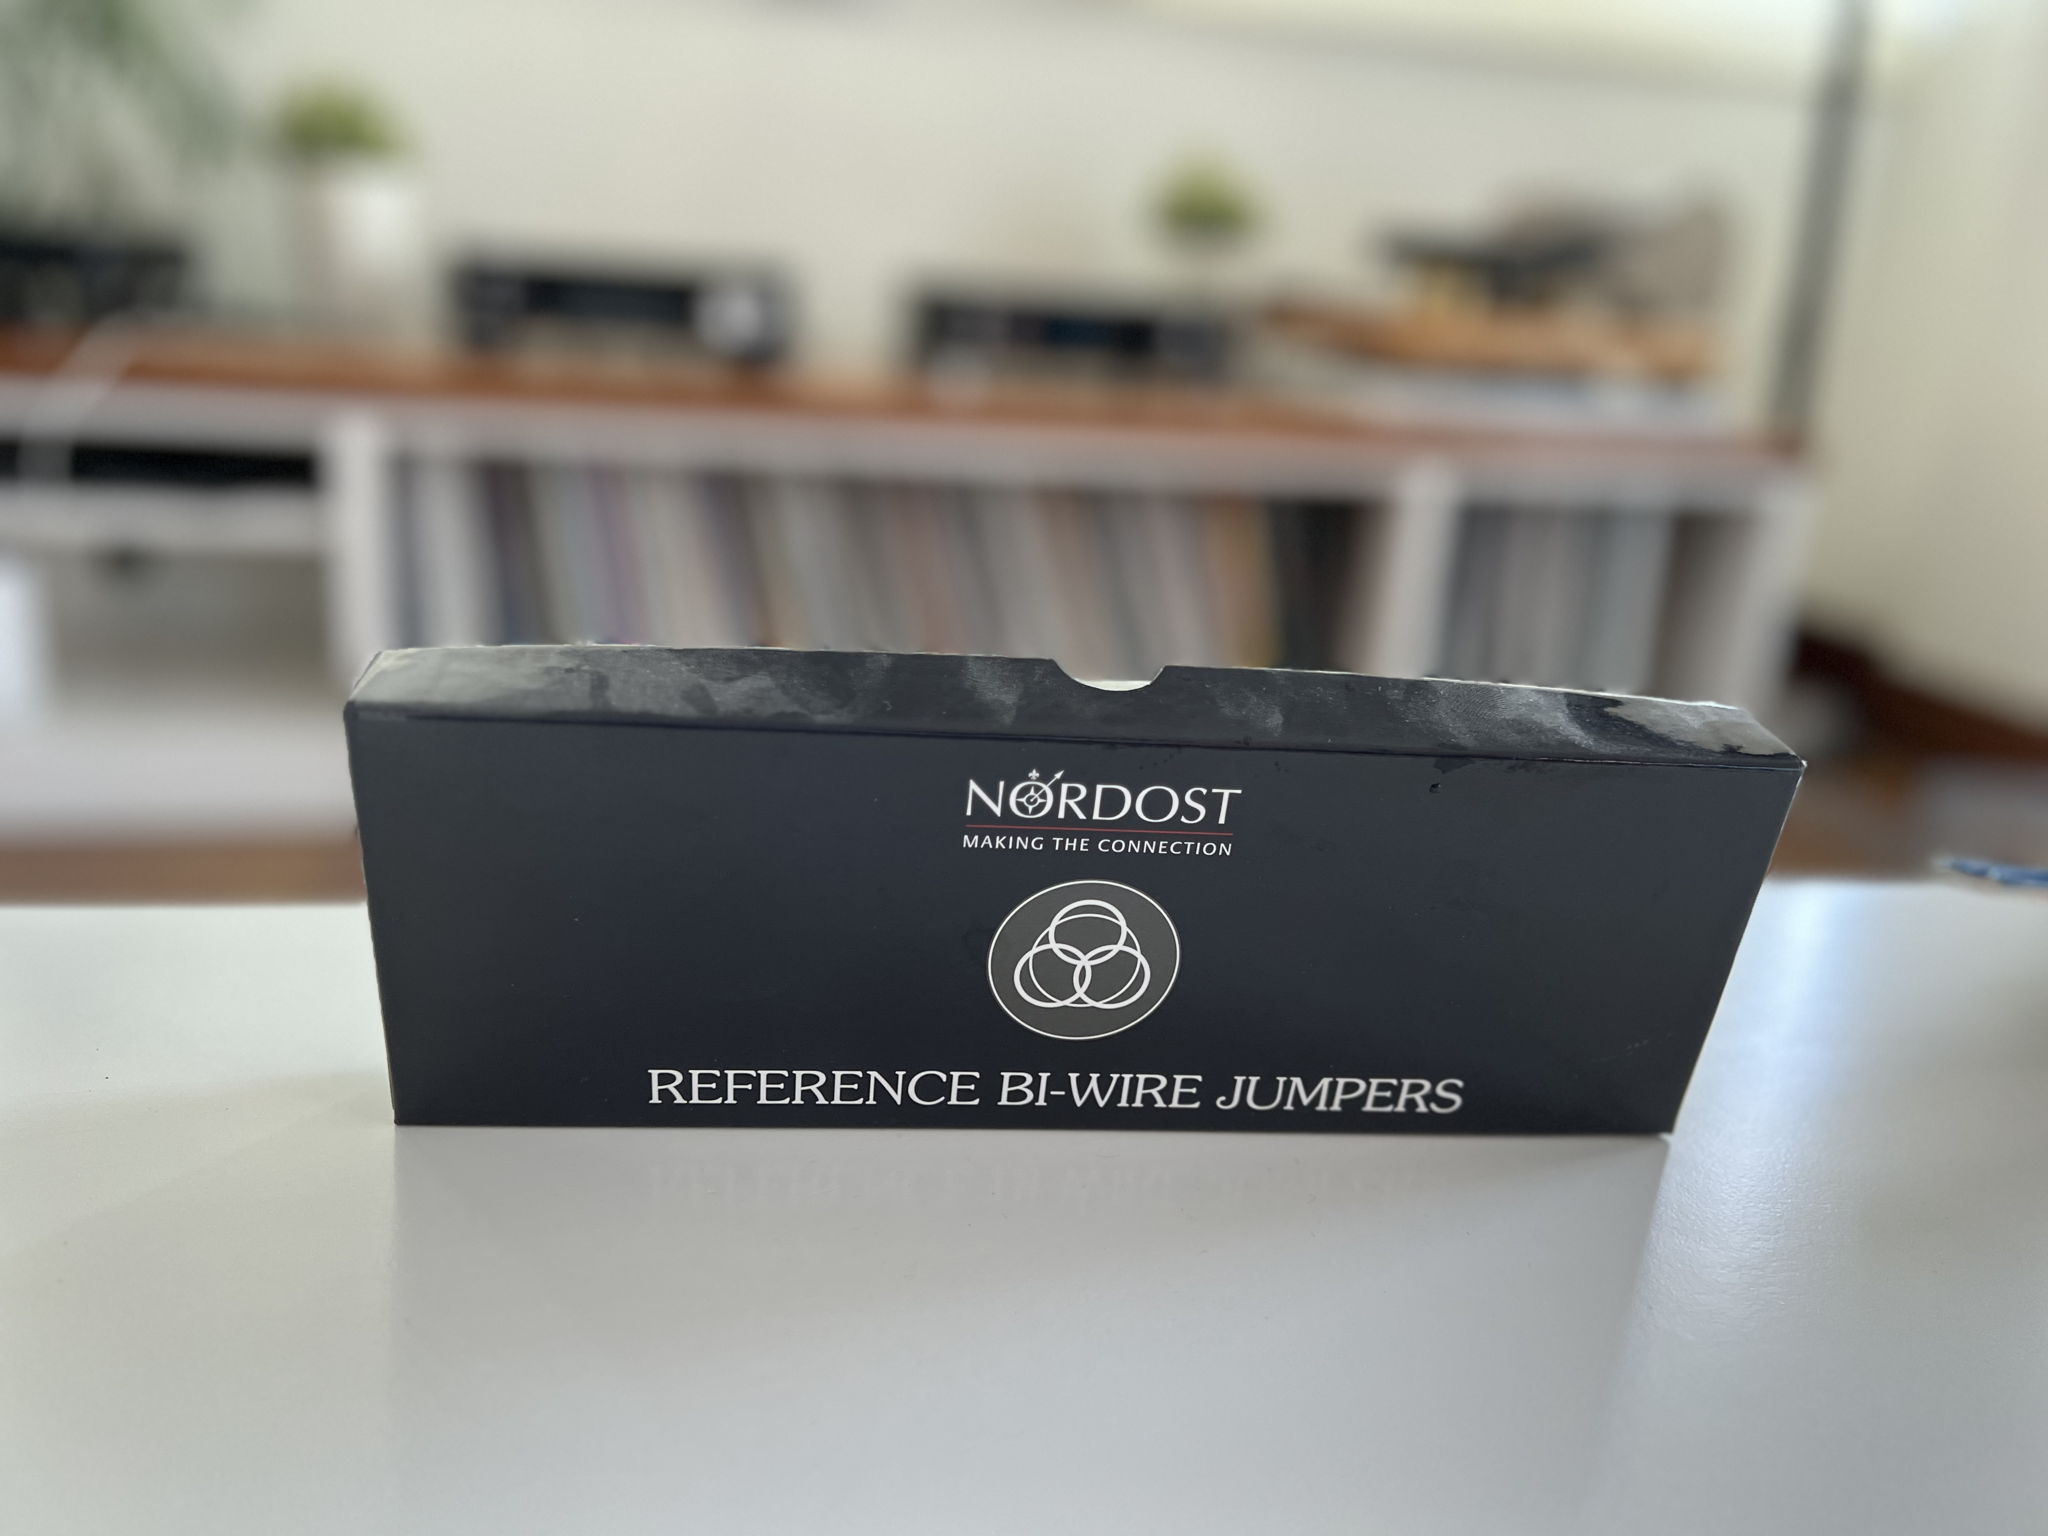 NORDOST
MAKING THE CONNECTION
REFERENCE BI-WIRE JUMPERS